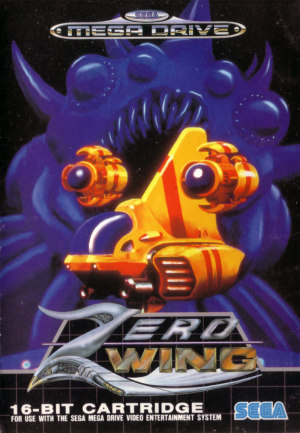 SEGA
MEGA DRIVE
ZERO
WING
16-BIT CARTRIDGE
FOR USE WITH THE SEGA MEGA DRIVE VIDEO ENTERTAINMENT SYSTEM
SEGA